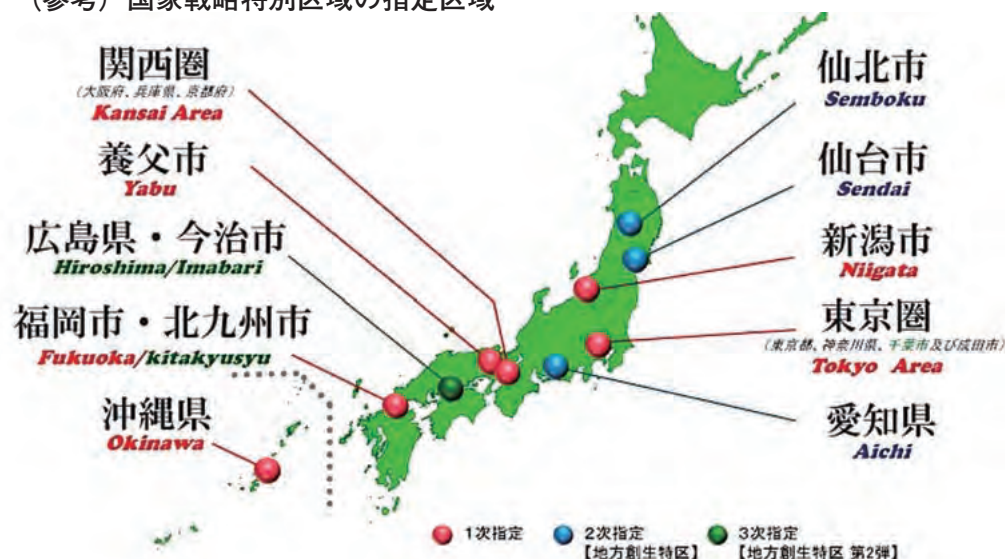 （参考）国家戦略特別区域の指定区域
関西圏
（大阪府、兵庫県、京都府）
Kansai Area
養父市
Yabu
広島県・今治市
Hiroshima/Imabari
福岡市・北九州市
Fukuoka/kitakyusyu
沖縄県
Okinawa
仙北市
Semboku
仙台市
Sendai
新潟市
Niigata
東京圏
（東京都、神奈川県、千葉市及び成田市）
Tokyo Area
愛知県
Aichi
1次指定
2次指定
【地方創生特区】
3次指定
【地方創生特区 第2弾】